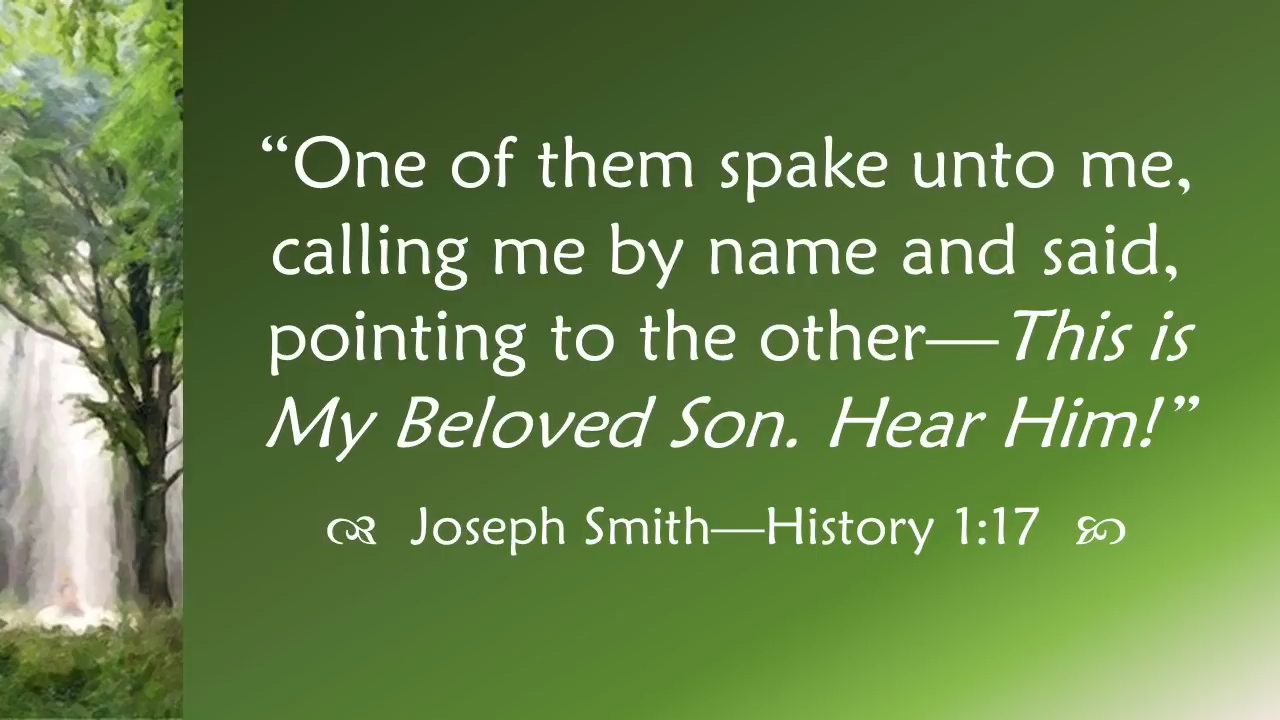 “One of them spake unto me,
calling me by name and said,
pointing to the other—This is
My Beloved Son. Hear Him!”
Joseph Smith—History 1:17